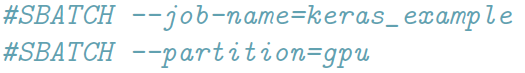 #SBATCH --job-name=keras_example
#SBATCH --partition=gpu